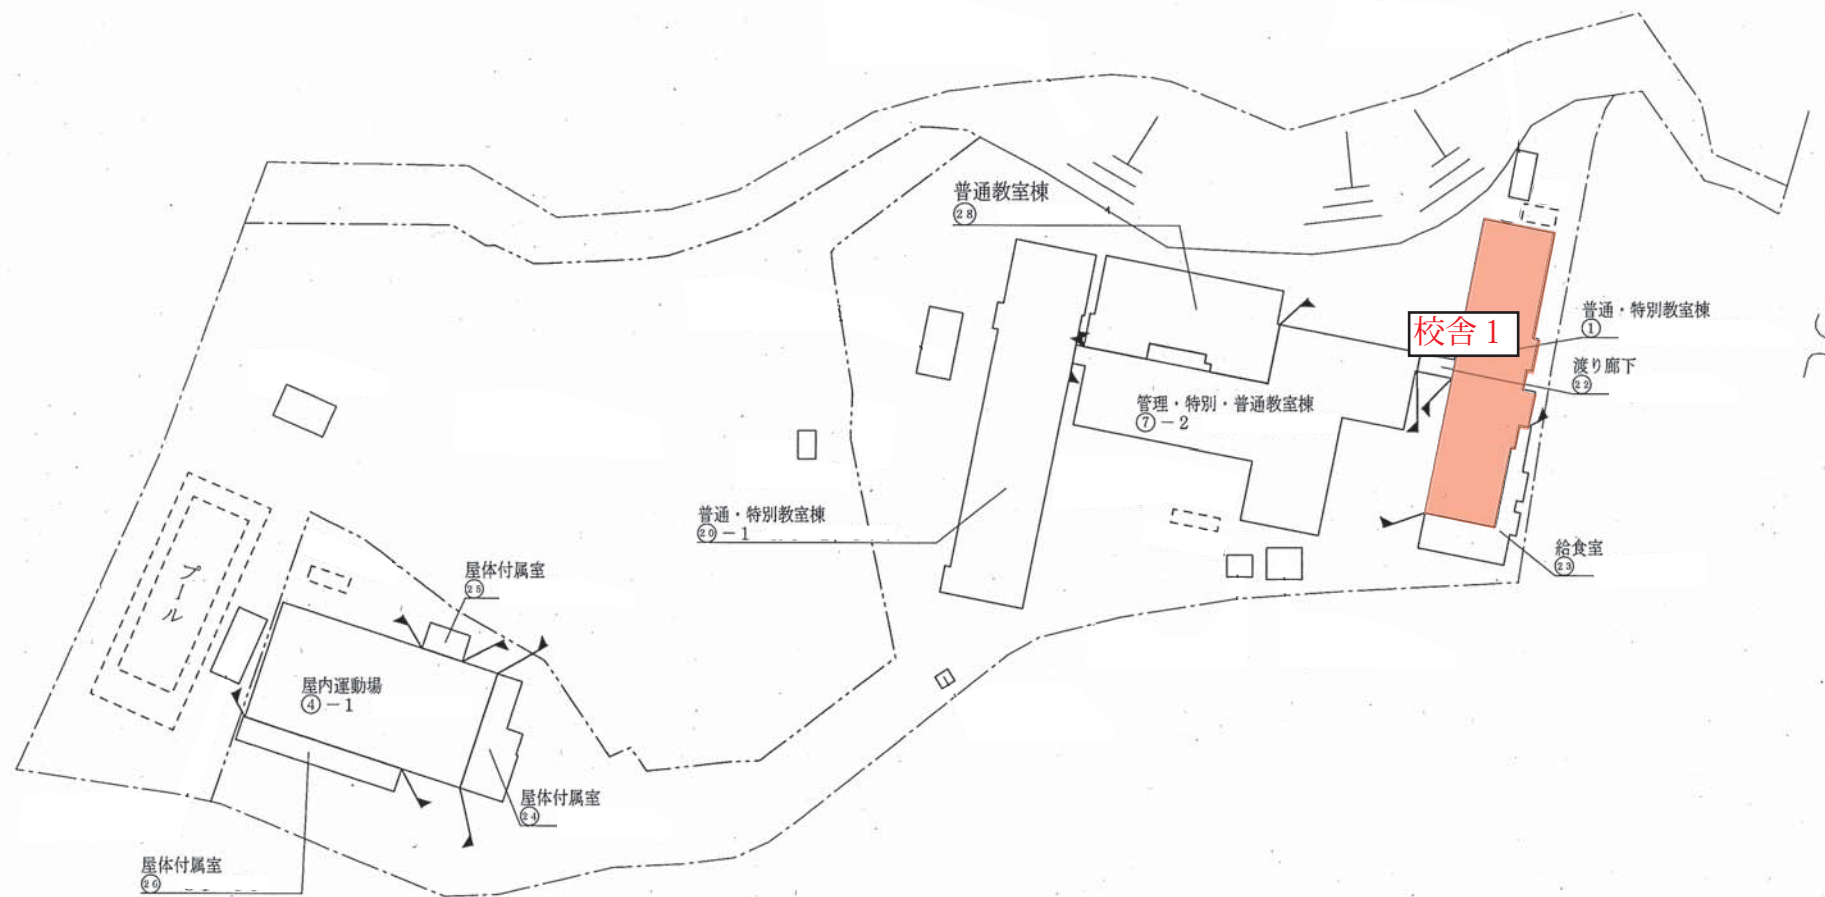 普通教室棟
㉘
普通・特別教室棟
①
校舎1
渡り廊下
㉒
管理・特別・普通教室棟
⑦-2
普通・特別教室棟
⑳-1
給食室
㉓
プール
屋体付属室
㉕
屋内運動場
④-1
屋体付属室
㉔
屋体付属室
㉖